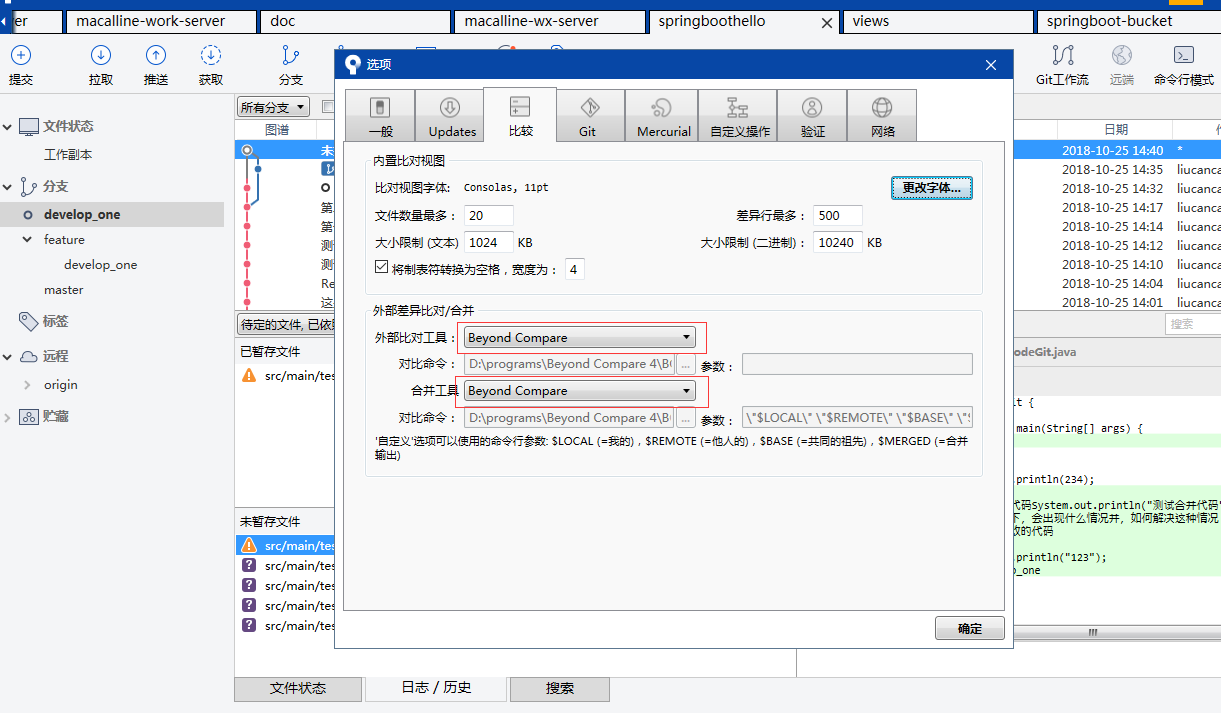 er
macalline-work-server
doc
macalline-wx-server
springboothello
views
springboot-bucket
提交
拉取
推送
获取
分支
Git工作流
远端
命令行模式
选项
一般
Updates
比较
Git
Mercurial
自定义操作
验证
网络
内置比对视图
比对视图字体: Consolas, 11pt
更改字体...
文件数量最多: 20
差异行最多: 500
大小限制 (文本) 1024 KB
大小限制 (二进制): 10240 KB
将制表符转换为空格，宽度为: 4
外部差异比对/合并
外部比对工具: Beyond Compare
对比命令: D:\programs\Beyond Compare 4\B ... 参数:
合并工具 Beyond Compare
对比命令: D:\programs\Beyond Compare 4\B ... 参数: \"$LOCAL\" \"$REMOTE\" \"$BASE\" \"$
'自定义'选项可以使用的命令行参数: $LOCAL (=我的) , $REMOTE (=他人的) , $BASE (=共同的祖先) , $MERGED (=合并
输出)
确定
文件状态
工作副本
分支
develop_one
feature
develop_one
master
标签
远程
origin
贮藏
所有分支
图谱
未
第
第
测
测
Re
这
待定的文件, 已依
已暂存文件
src/main/tes
未暂存文件
src/main/tes
src/main/tes
src/main/tes
src/main/tes
src/main/tes
日期
2018-10-25 14:40 *
2018-10-25 14:35 liucanca
2018-10-25 14:32 liucanca
2018-10-25 14:17 liucanca
2018-10-25 14:14 liucanca
2018-10-25 14:12 liucanca
2018-10-25 14:10 liucanca
2018-10-25 14:04 liucanca
2018-10-25 14:01 liucanca
搜索
odeGit.java
it {
main(String[] args) {
.println(234);
代码System.out.println("测试合并代码"
下, 会出现什么情况并, 如何解决这种情况
改的代码
.println("123");
p_one
文件状态
日志 / 历史
搜索